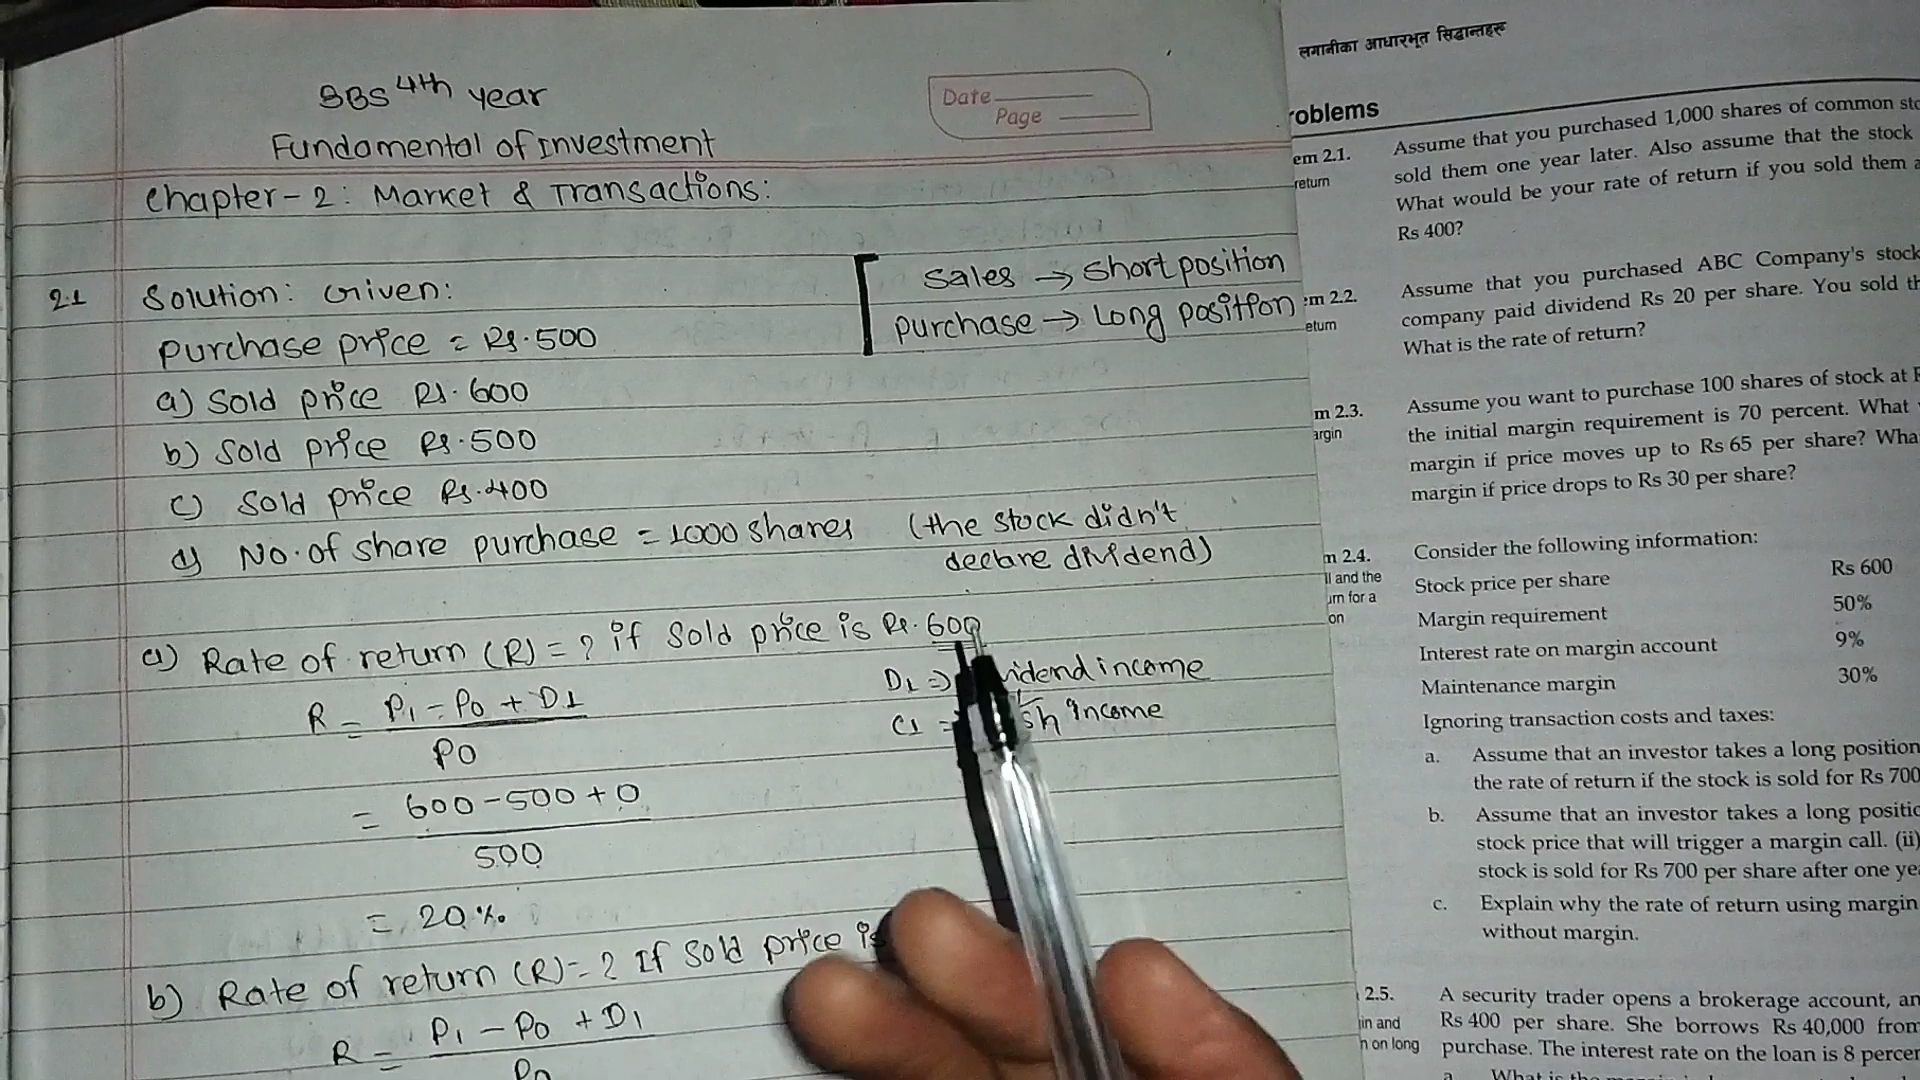 BBS 4th year
Fundamental of Investment
Date
Page
Chapter-2: Market & Transactions:
2.1 Solution: Given:
purchase price = Rs.500
a) Sold price Rs.600
b) Sold price Rs.500
c) Sold price Rs.400
d) No. of share purchase = 1000 shares (the stock didn't
declare dividend)
Sales → Short position
purchase → Long position
a) Rate of return (R) = ? if Sold price is Rs.600
R = P1 - P0 + D1
P0
D1 ⇒ income
C1 = income
= 600 - 500 + 0
500
= 20%
b) Rate of return (R) = ? If Sold price is
R = P1 - P0 + D1
P0
लगानीका आधारभूत सिद्धान्तहरू
roblems
em 2.1. Assume that you purchased 1,000 shares of common
return sold them one year later. Also assume that the stock
What would be your rate of return if you sold them
Rs 400?
em 2.2. Assume that you purchased ABC Company's stock
eturn company paid dividend Rs 20 per share. You sold
What is the rate of return?
m 2.3. Assume you want to purchase 100 shares of stock at
argin the initial margin requirement is 70 percent. What
margin if price moves up to Rs 65 per share?
margin if price drops to Rs 30 per share?
m 2.4. Consider the following information:
ll and the Stock price per share Rs 600
urn for a Margin requirement 50%
on Interest rate on margin account 9%
Maintenance margin 30%
Ignoring transaction costs and taxes:
a. Assume that an investor takes a long position
the rate of return if the stock is sold for Rs 700
b. Assume that an investor takes a long
stock price that will trigger a margin call. (ii)
stock is sold for Rs 700 per share after one
c. Explain why the rate of return using margin
without margin.
2.5. A security trader opens a brokerage account,
in and Rs 400 per share. She borrows Rs 40,000 from
n on long purchase. The interest rate on the loan is 8